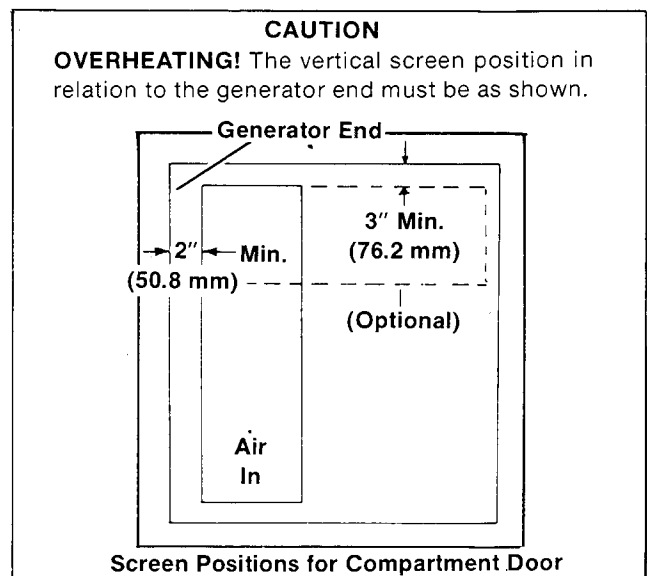 CAUTION
OVERHEATING! The vertical screen position in
relation to the generator end must be as shown.
Generator End
3" Min.
(76.2 mm)
2" Min.
(50.8 mm)
(Optional)
Air
In
Screen Positions for Compartment Door